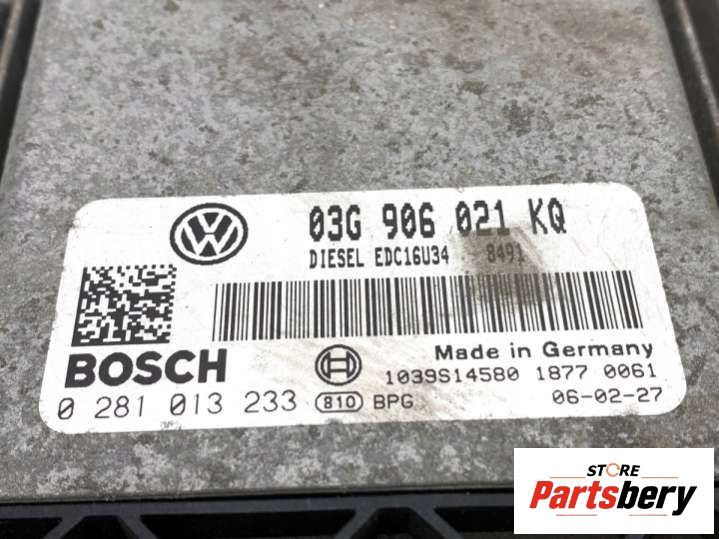 03G 906 021 KQ
DIESEL EDC16U34 8491
BOSCH
Made in Germany
1039S14580 1877 0061
0 281 013 233 810 BPG 06-02-27
STORE
Partsbery